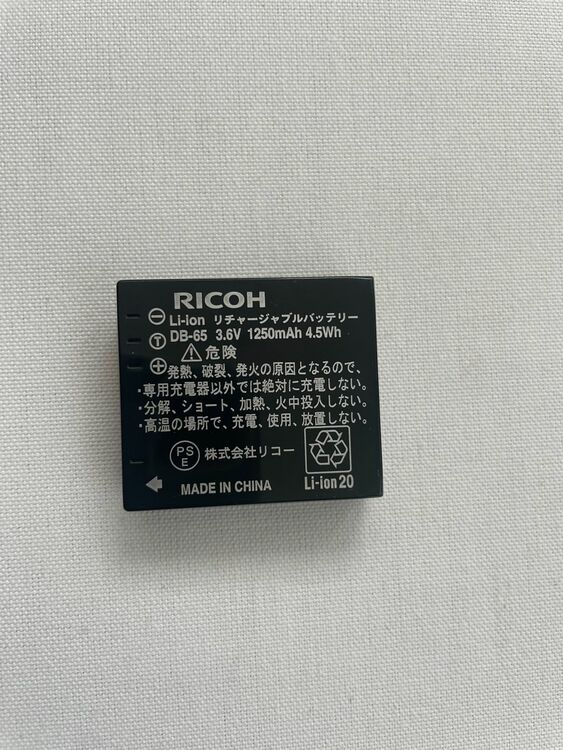 RICOH
Li-ion リチャージャブルバッテリー
DB-65 3.6V 1250mAh 4.5Wh
T
危険
発熱、破裂、発火の原因となるので、
・専用充電器以外では絶対に充電しない。
・分解、ショート、加熱、火中投入しない。
・高温の場所で、充電、使用、放置しない。
PS
E
株式会社リコー
MADE IN CHINA
Li-ion 20